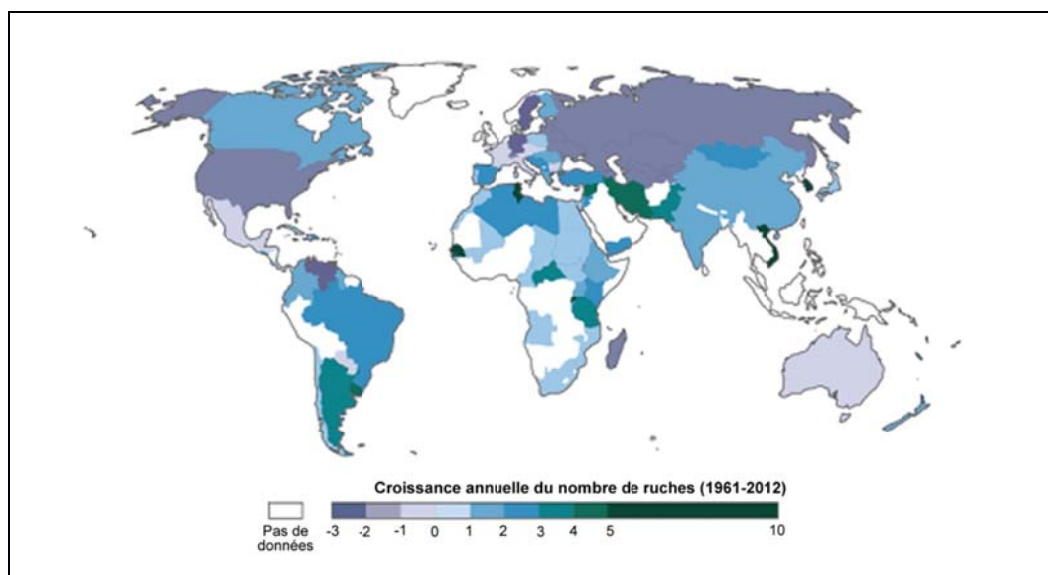 Croissance annuelle du nombre de ruches (1961-2012)
Pas de
données
-3 -2 -1 0 1 2 3 4 5 10